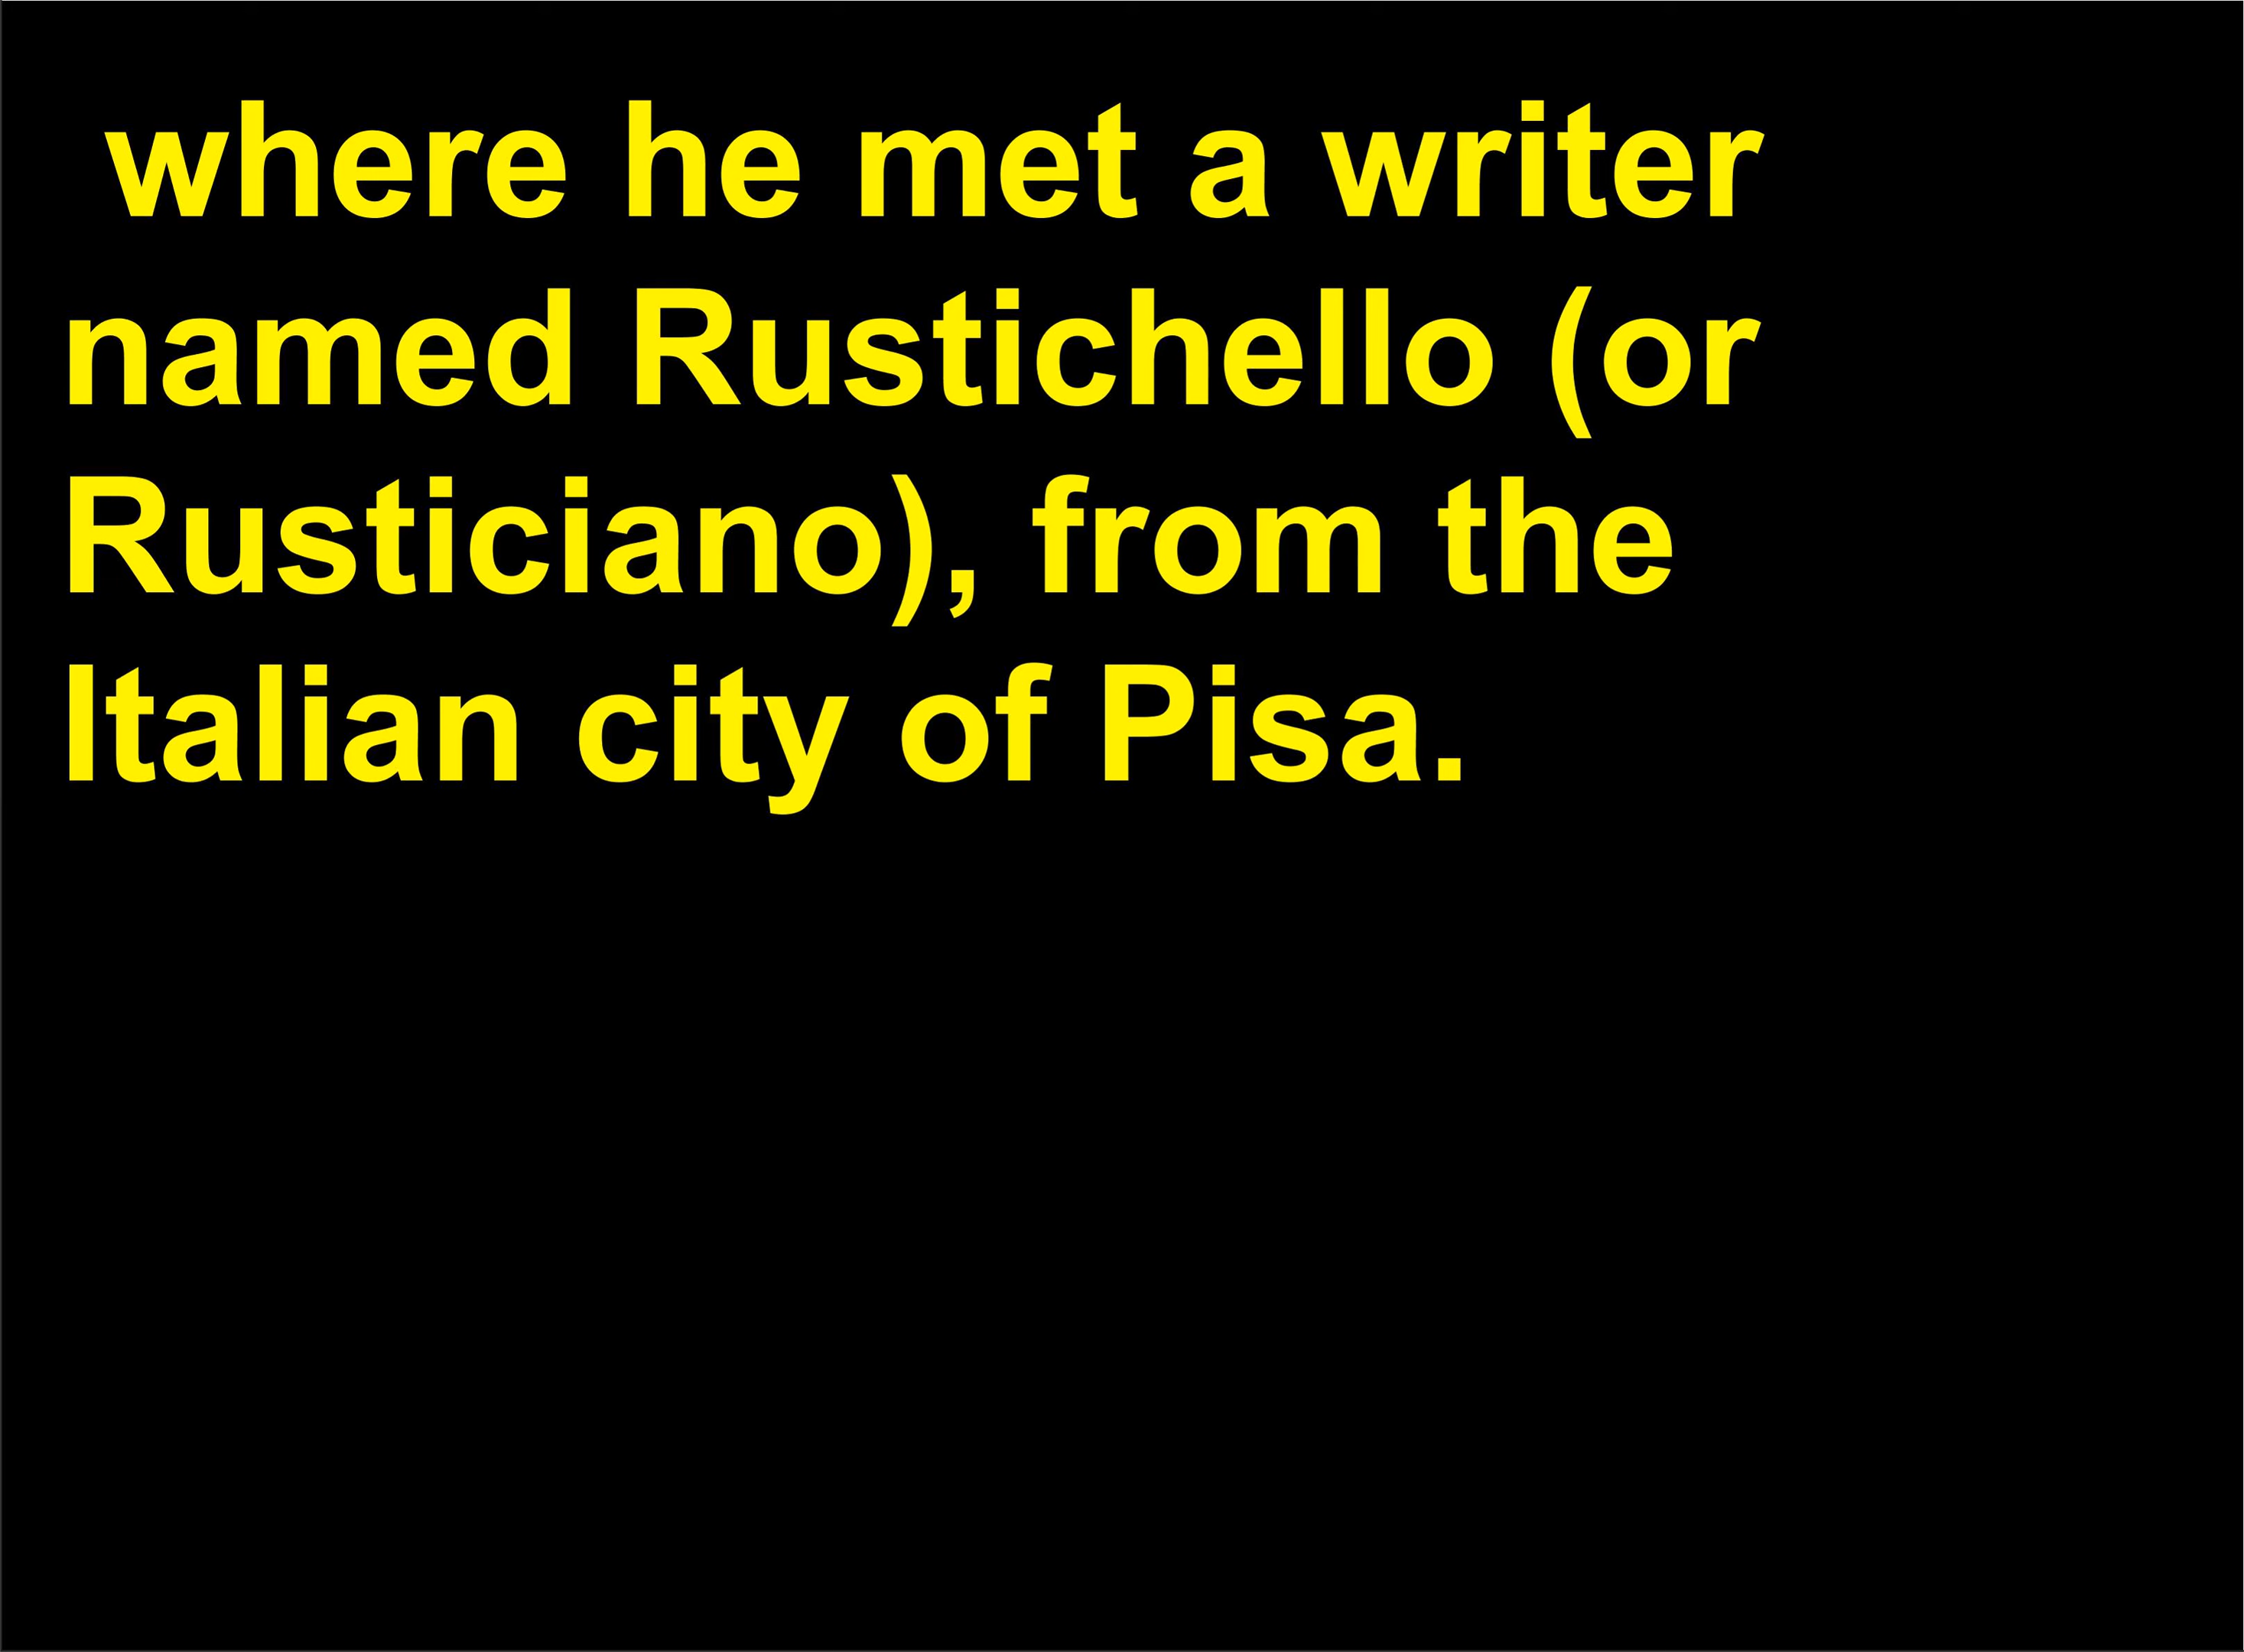 where he met a writer
named Rustichello (or
Rusticiano), from the
Italian city of Pisa.